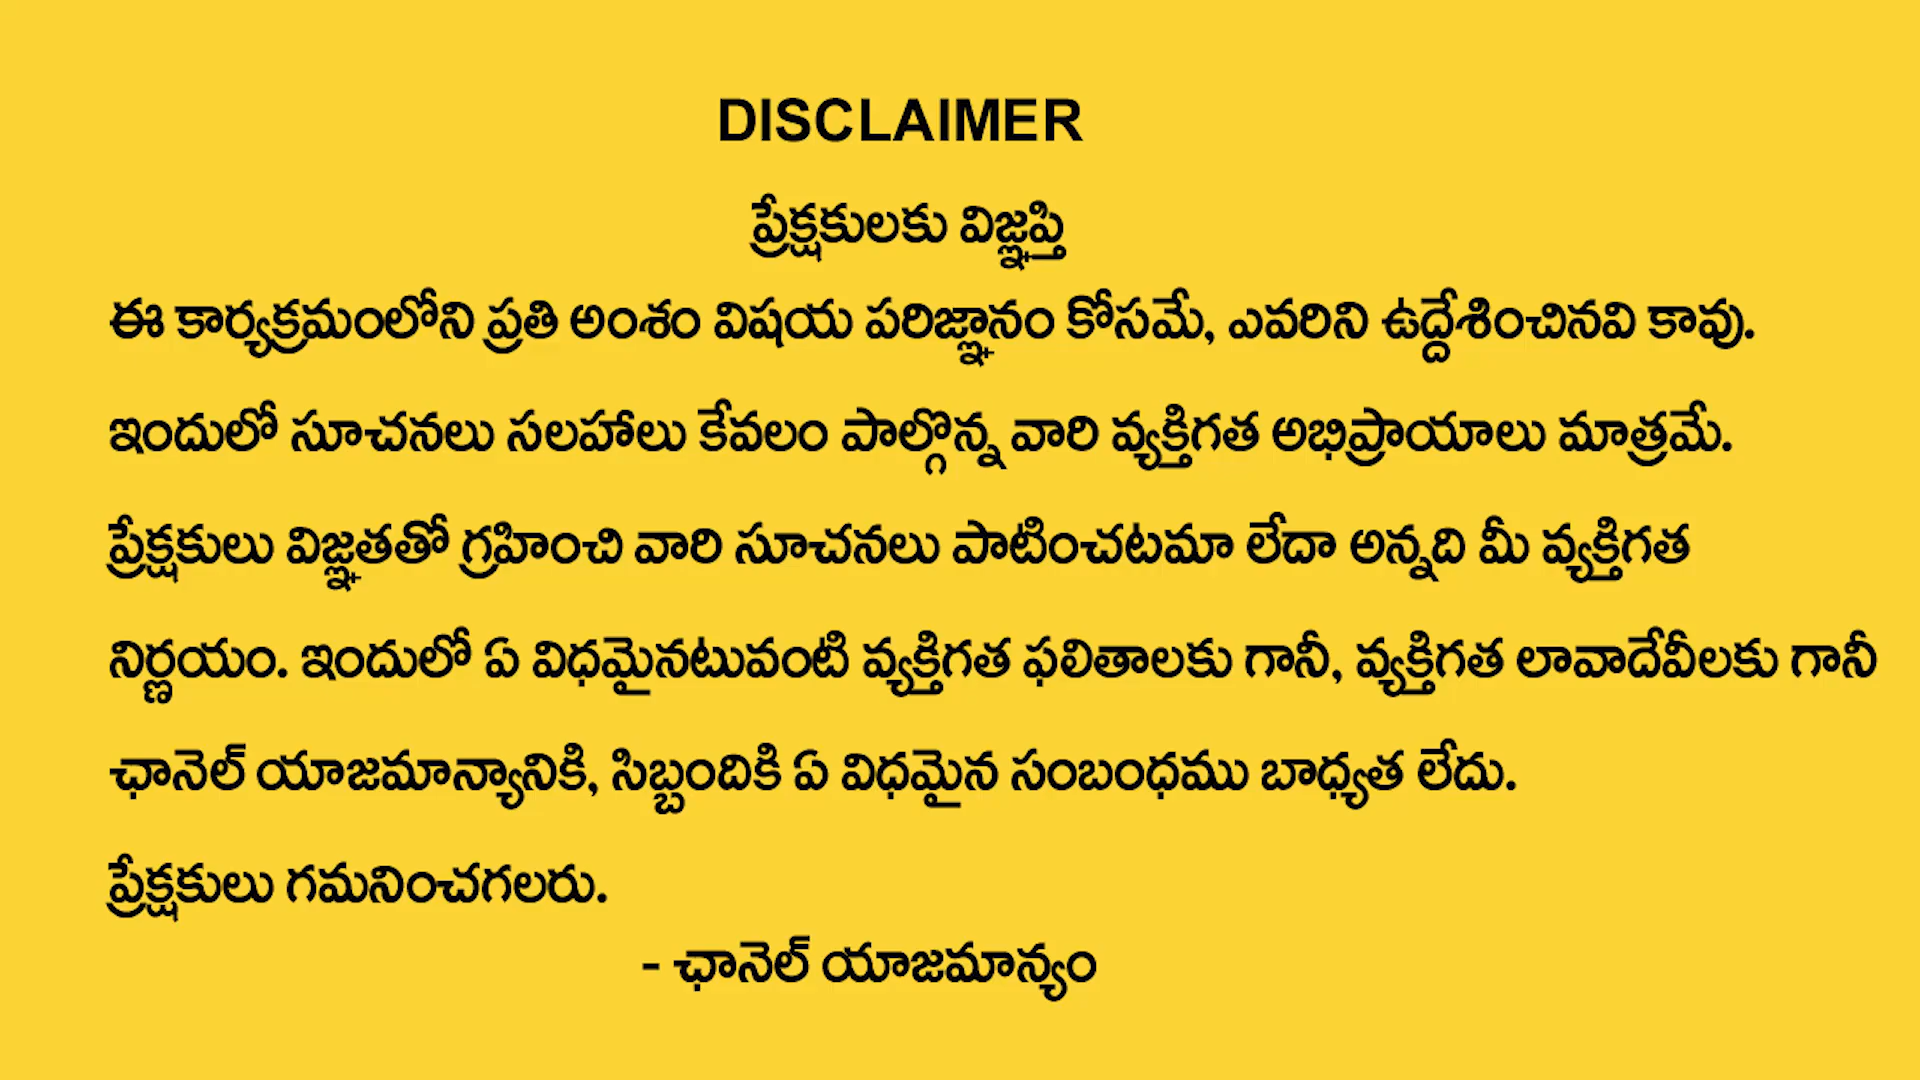 DISCLAIMER
ప్రేక్షకులకు విజ్ఞప్తి
ఈ కార్యక్రమంలోని ప్రతి అంశం విషయ పరిజ్ఞానం కోసమే, ఎవరిని ఉద్దేశించినవి కావు.
ఇందులో సూచనలు సలహాలు కేవలం పాల్గొన్న వారి వ్యక్తిగత అభిప్రాయాలు మాత్రమే.
ప్రేక్షకులు విజ్ఞతతో గ్రహించి వారి సూచనలు పాటించటమా లేదా అన్నది మీ వ్యక్తిగత
నిర్ణయం. ఇందులో ఏ విధమైనటువంటి వ్యక్తిగత ఫలితాలకు గానీ, వ్యక్తిగత లావాదేవీలకు గానీ
ఛానెల్ యాజమాన్యానికి, సిబ్బందికి ఏ విధమైన సంబంధము బాధ్యత లేదు.
ప్రేక్షకులు గమనించగలరు.
- ఛానెల్ యాజమాన్యం